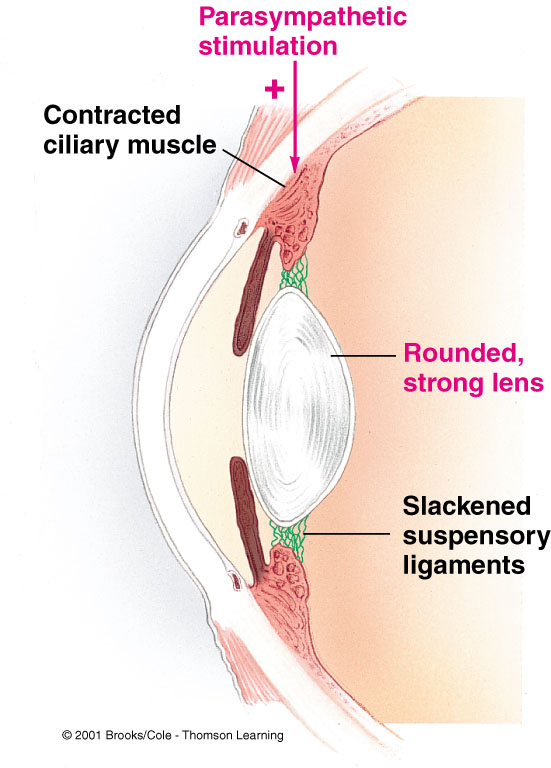 Parasympathetic
stimulation
+
Contracted
ciliary muscle
Rounded,
strong lens
Slackened
suspensory
ligaments
© 2001 Brooks/Cole - Thomson Learning